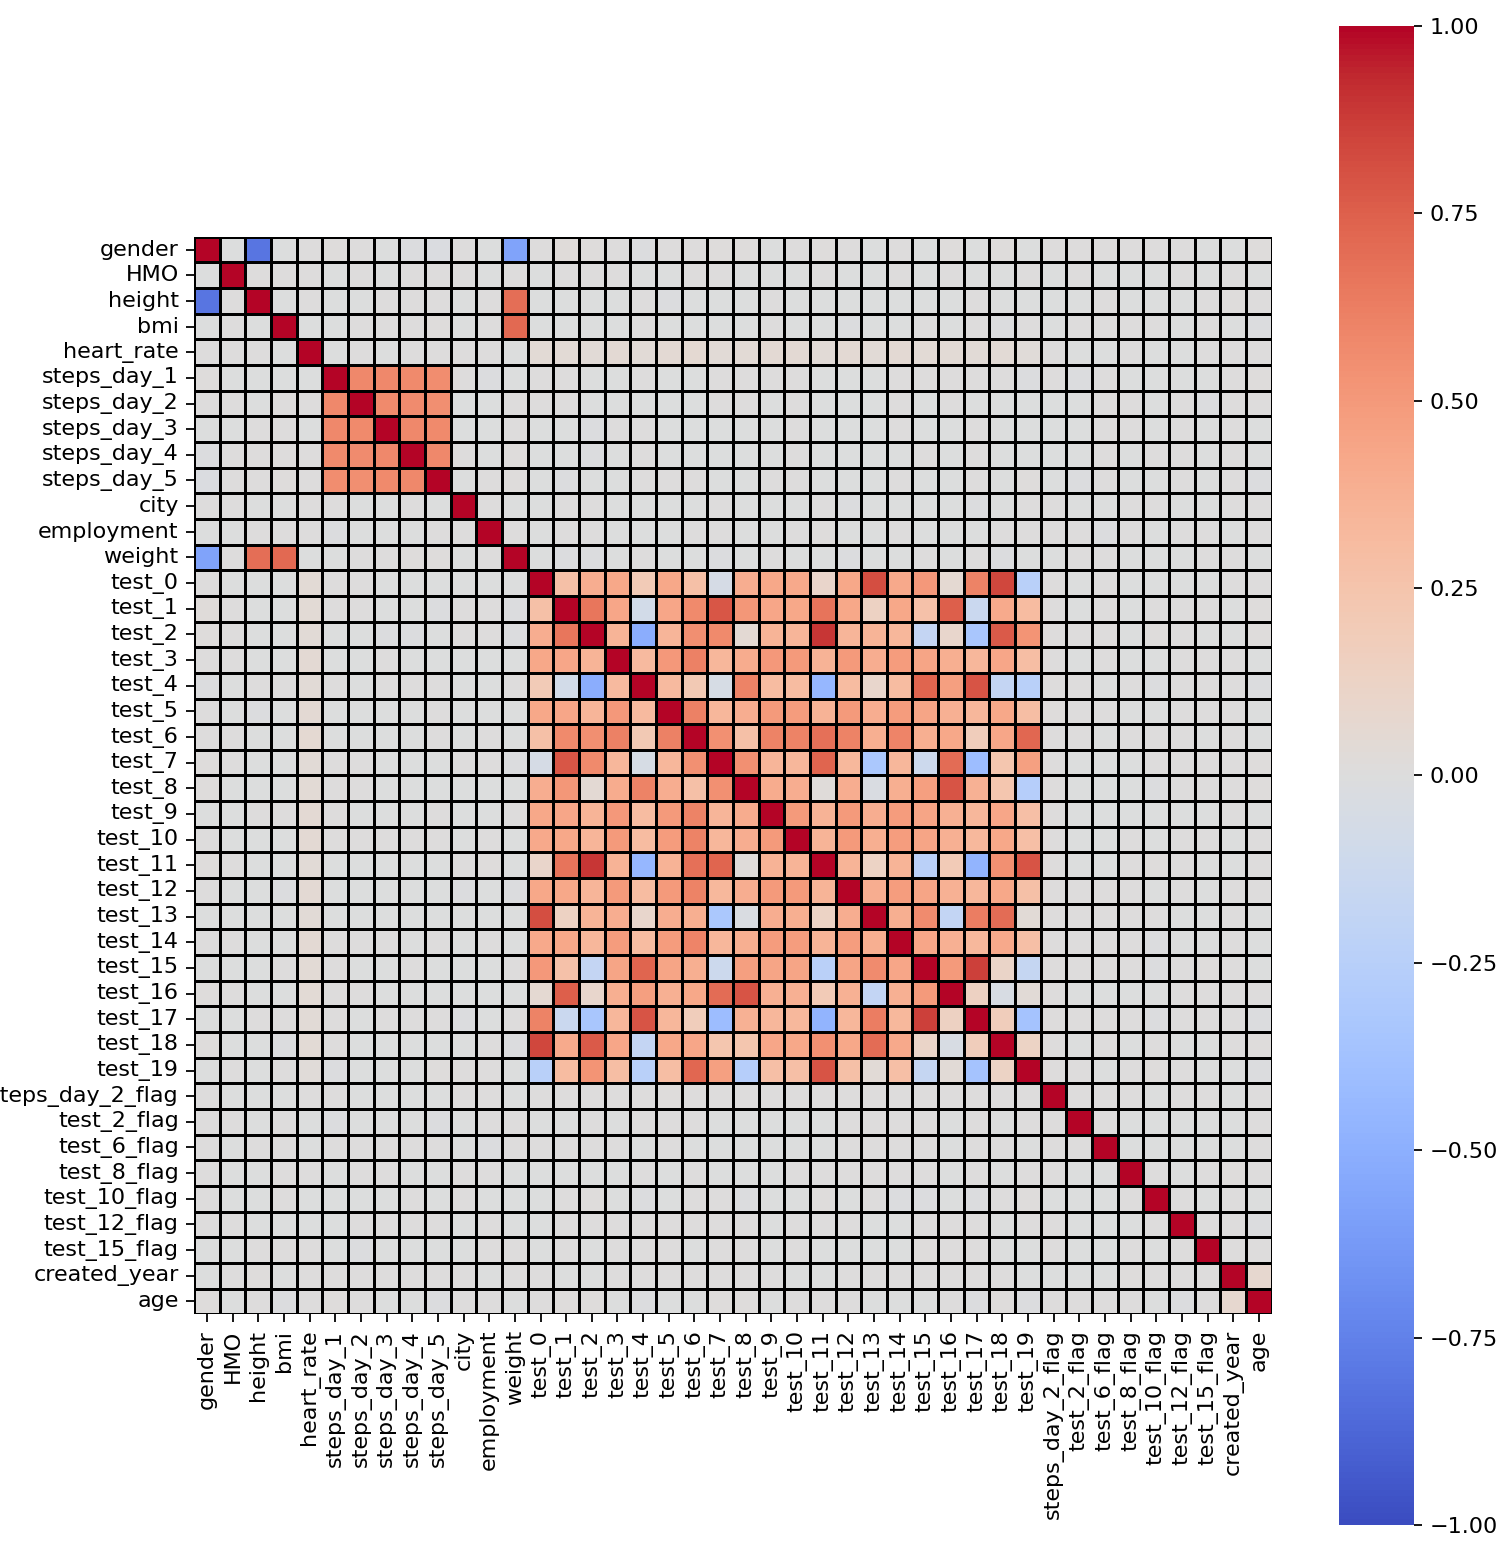 gender
HMO
height
bmi
heart_rate
steps_day_1
steps_day_2
steps_day_3
steps_day_4
steps_day_5
city
employment
weight
test_0
test_1
test_2
test_3
test_4
test_5
test_6
test_7
test_8
test_9
test_10
test_11
test_12
test_13
test_14
test_15
test_16
test_17
test_18
test_19
teps_day_2_flag
test_2_flag
test_6_flag
test_8_flag
test_10_flag
test_12_flag
test_15_flag
created_year
age
gender
HMO
height
bmi
heart_rate
steps_day_1
steps_day_2
steps_day_3
steps_day_4
steps_day_5
city
employment
weight
test_0
test_1
test_2
test_3
test_4
test_5
test_6
test_7
test_8
test_9
test_10
test_11
test_12
test_13
test_14
test_15
test_16
test_17
test_18
test_19
steps_day_2_flag
test_2_flag
test_6_flag
test_8_flag
test_10_flag
test_12_flag
test_15_flag
created_year
age
1.00
0.75
0.50
0.25
0.00
−0.25
−0.50
−0.75
−1.00